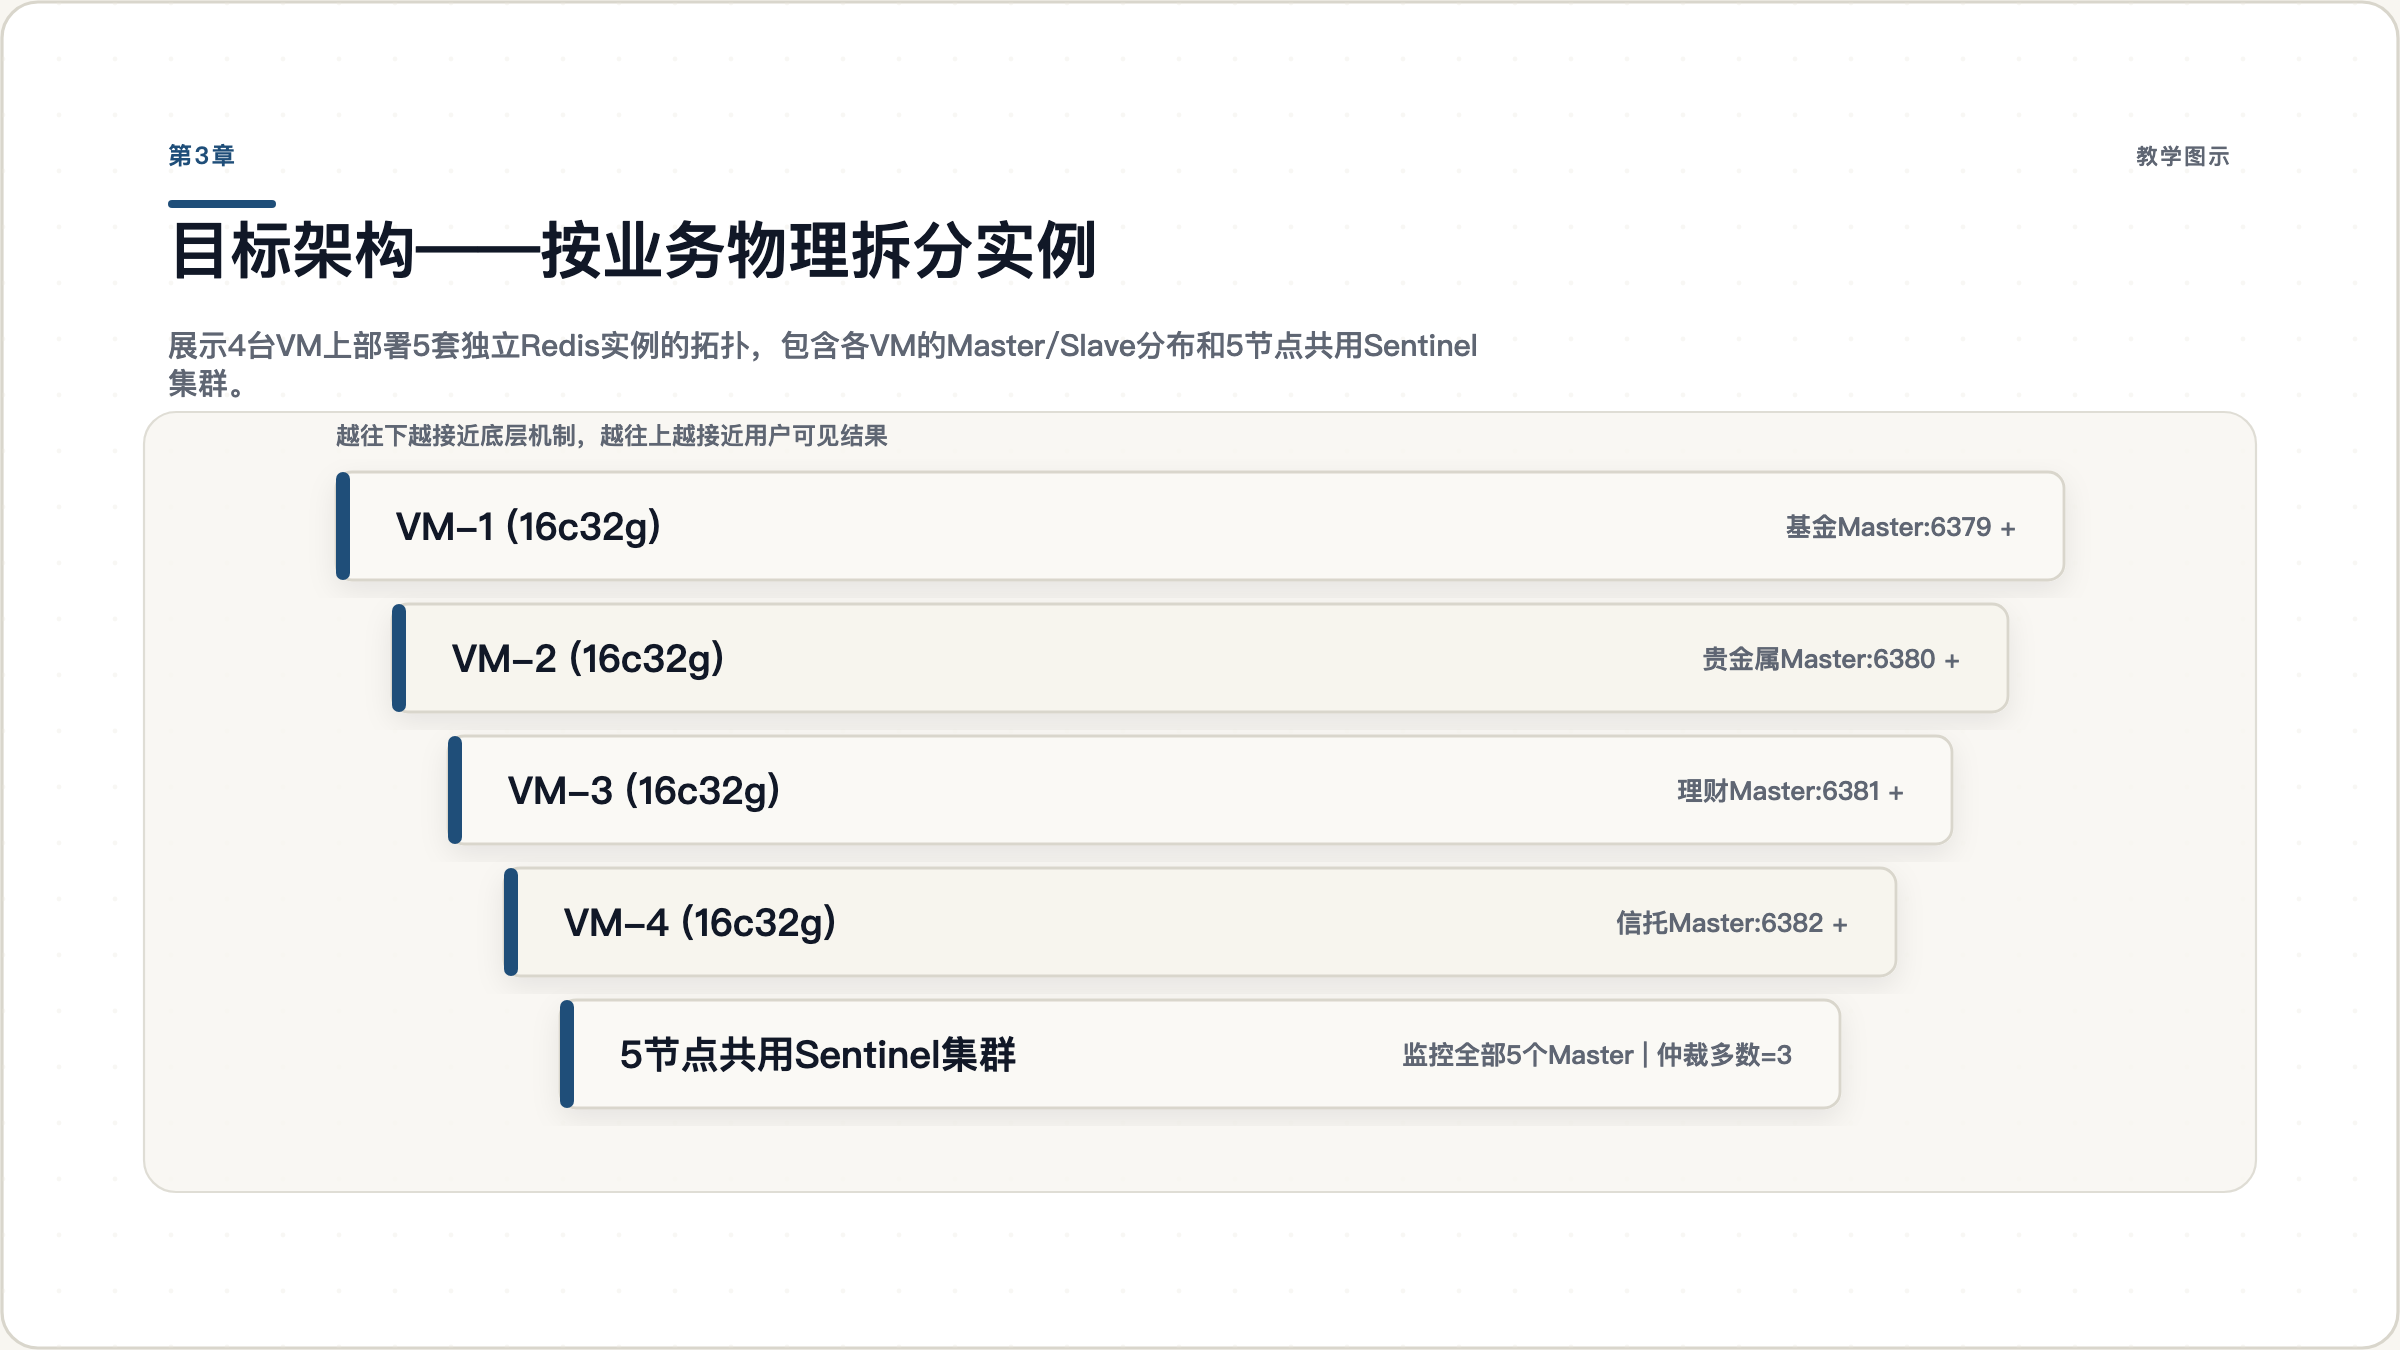 第3章
教学图示
目标架构——按业务物理拆分实例
展示4台VM上部署5套独立Redis实例的拓扑，包含各VM的Master/Slave分布和5节点共用Sentinel
集群。
越往下越接近底层机制，越往上越接近用户可见结果
VM-1 (16c32g)
基金Master:6379 +
VM-2 (16c32g)
贵金属Master:6380 +
VM-3 (16c32g)
理财Master:6381 +
VM-4 (16c32g)
信托Master:6382 +
5节点共用Sentinel集群
监控全部5个Master | 仲裁多数=3